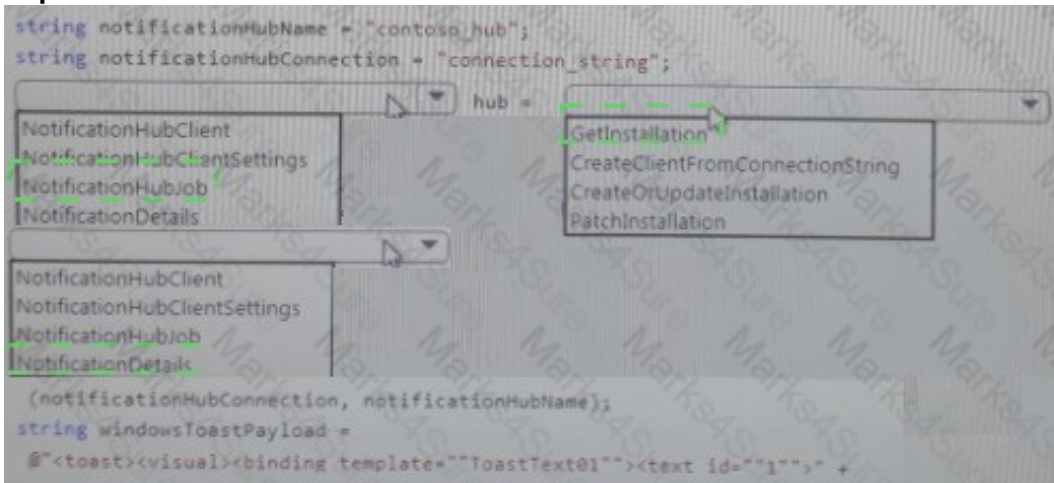 string notificationHubName = "contoso_hub";
string notificationHubConnection = "connection_string";
hub =
NotificationHubClient
NotificationHubClientSettings
NotificationHubJob
NotificationDetails
GetInstallation
CreateClientFromConnectionString
CreateOrUpdateInstallation
PatchInstallation
NotificationHubClient
NotificationHubClientSettings
NotificationHubJob
NotificationDetails
(notificationHubConnection, notificationHubName);
string windowsToastPayload =
@"<toast><visual><binding template=""ToastText01""><text id=""1"">" +
Marks4Sure